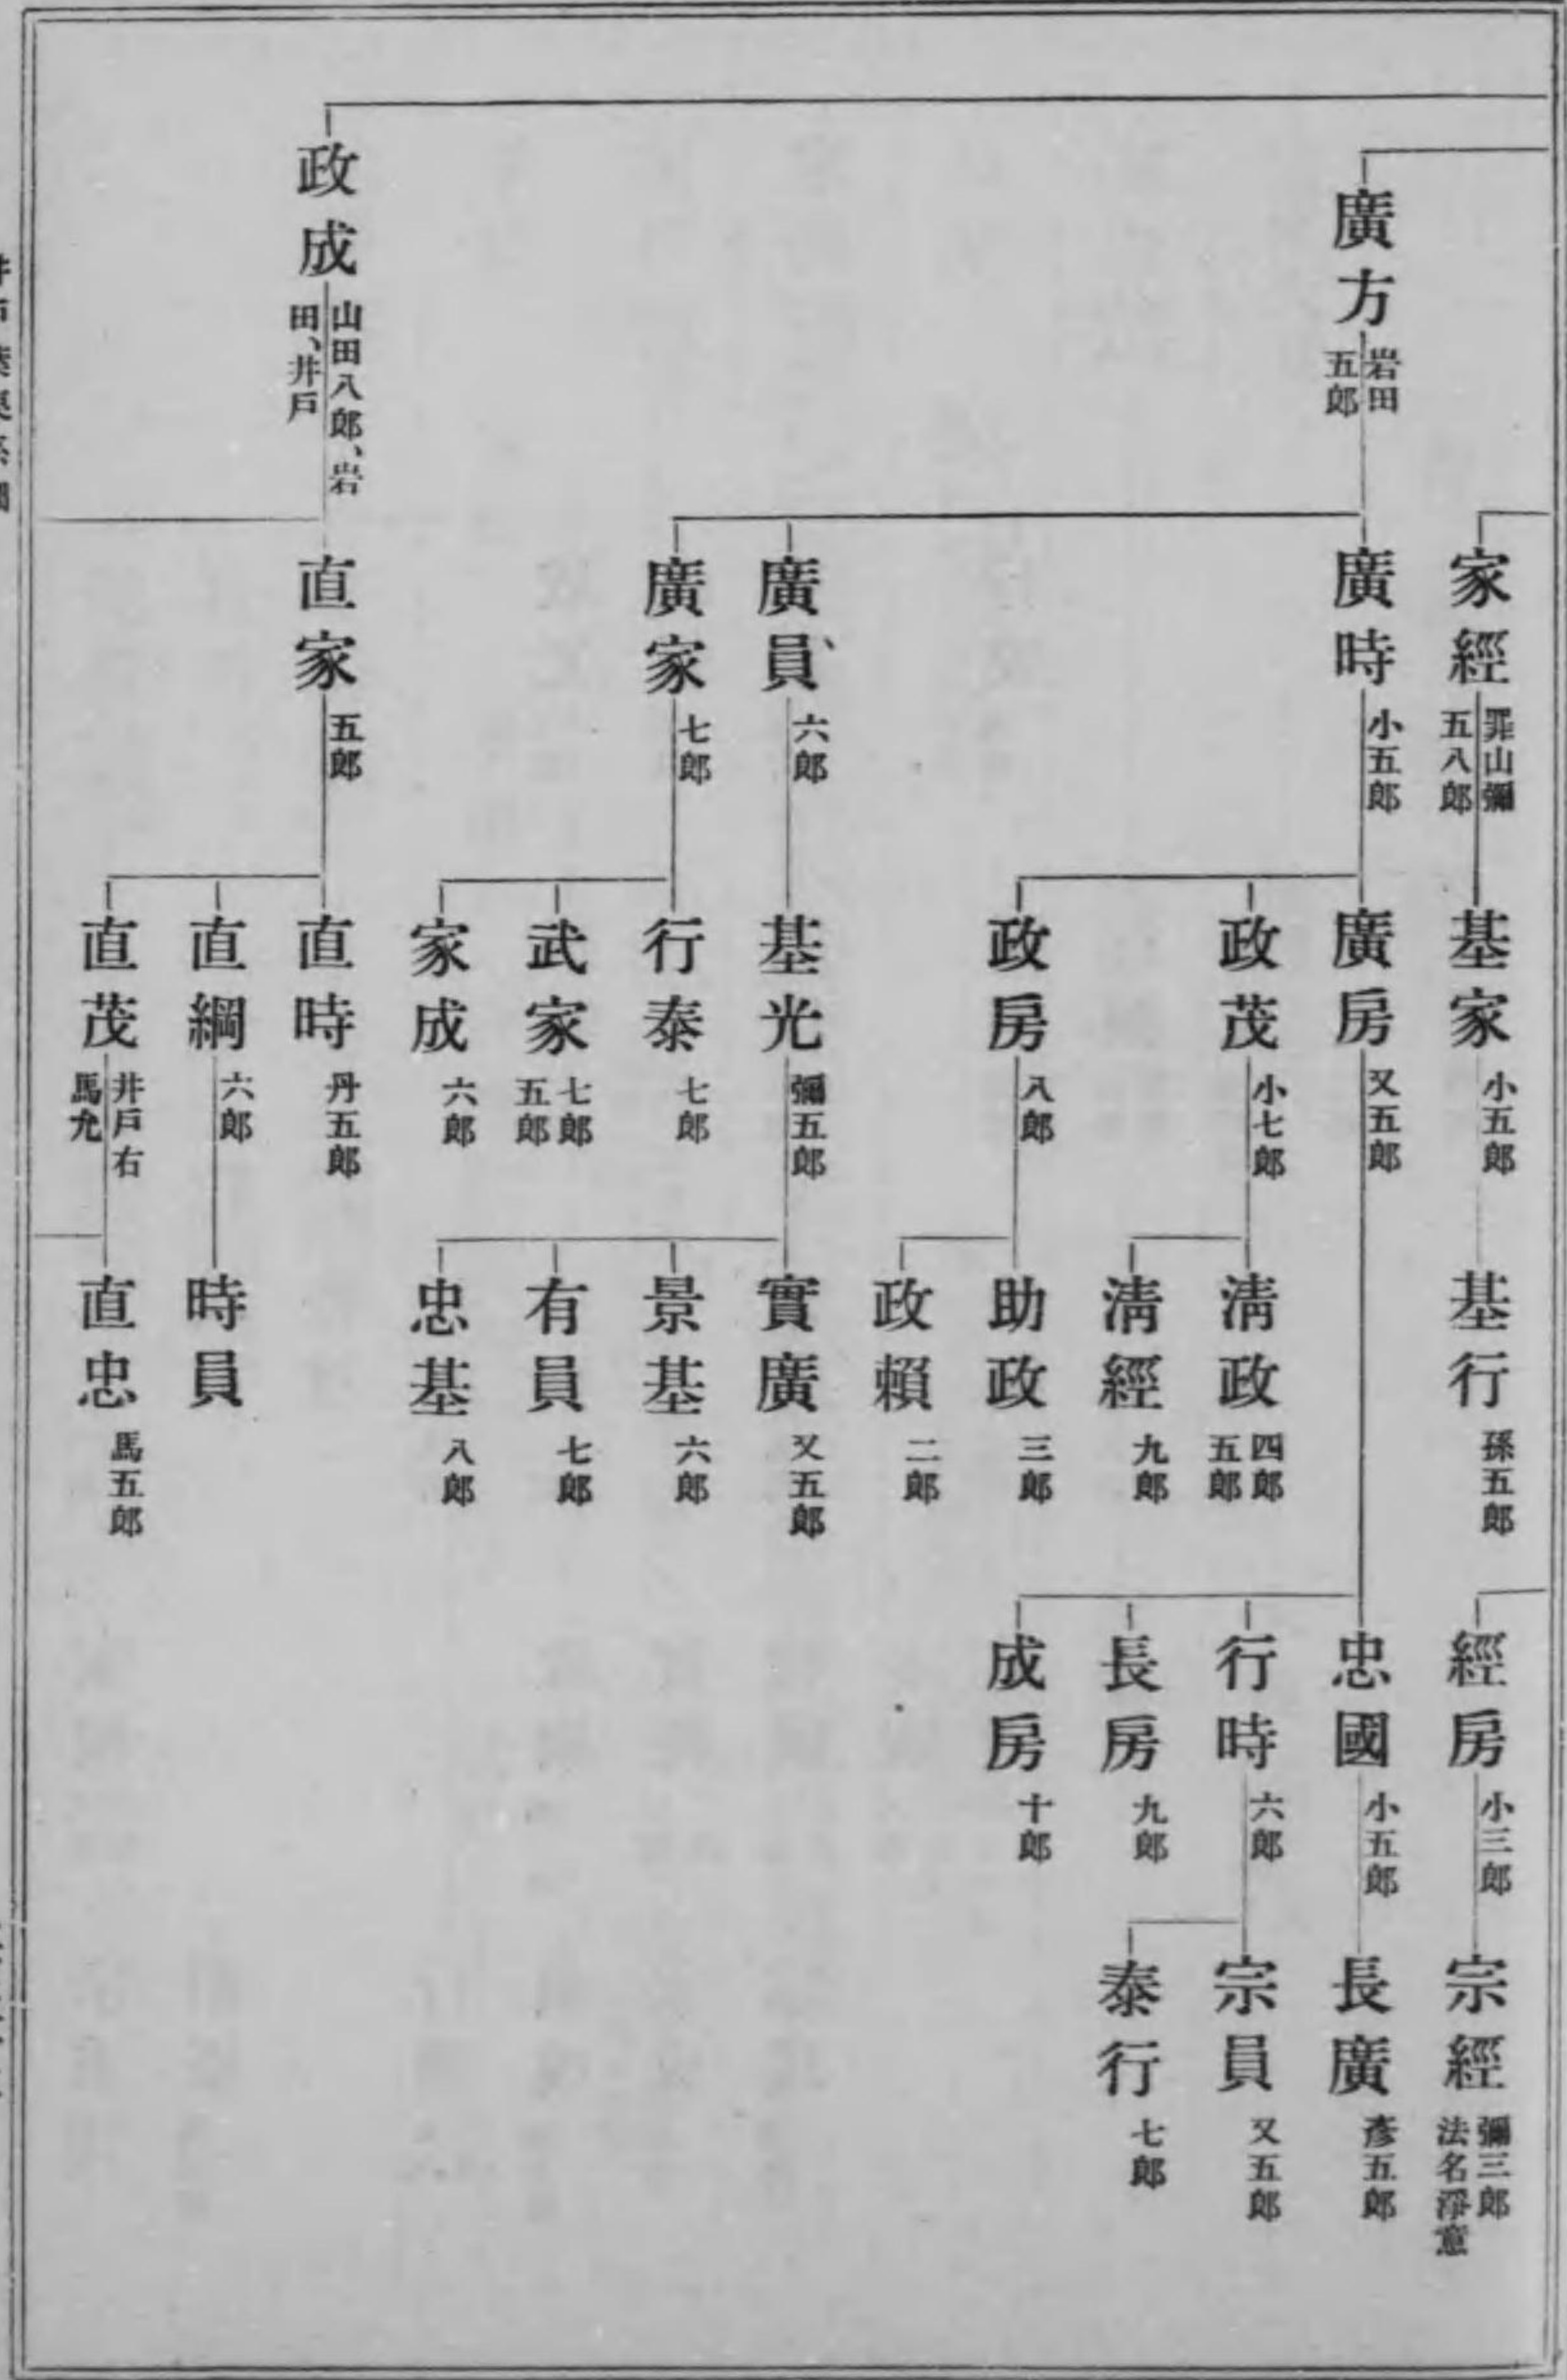 廣方 岩田五郎
政成 山田八郎、岩田、井戶
家經 罪山彌五八郎
廣時 小五郎
廣員、 六郎
廣家 七郎
直家 五郎
基家 小五郎
廣房 又五郎
政茂 小七郎
政房 八郎
基光 彌五郎
行泰 七郎
武家 七郎五郎
家成 六郎
直時 丹五郎
直綱 六郎
直茂 井戶右馬允
基行 孫五郎
淸政 四郎五郎
淸經 九郎
助政 三郎
政賴 二郎
實廣 又五郎
景基 六郎
有員 七郎
忠基 八郎
時員
直忠 馬五郎
經房 小三郎
忠國 小五郎
行時 六郎
長房 九郎
成房 十郎
宗經 彌三郎 法名淨意
長廣 彥五郎
宗員 又五郎
泰行 七郎